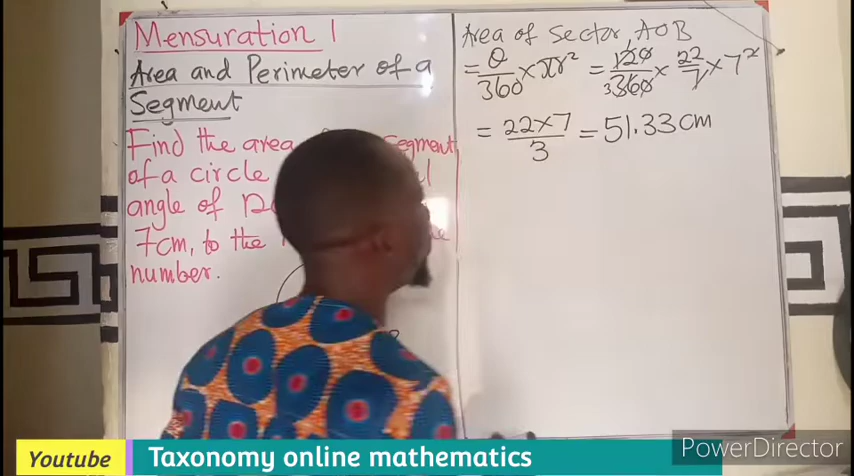 Mensuration 1
Area and Perimeter of a
Segment
Find the area segment
of a circle
angle of
7cm, to the
number.
Area of Sector, AOB
= θ/360 × πr² = 120/360 × 22/7 × 7²
3
= 22×7/3 = 51.33cm
B
Youtube Taxonomy online mathematics
PowerDirector